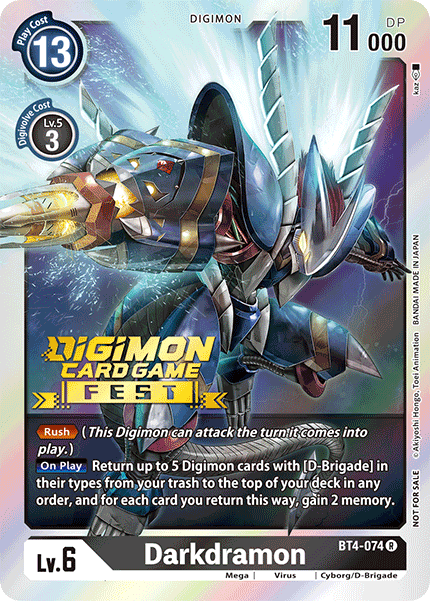 Play Cost
13
DIGIMON
11000
DP
Digivolve Cost
Lv.5
3
kaz
© Akiyoshi Hongo, Toei Animation BANDAI MADE IN JAPAN
NOT FOR SALE
DIGIMON
CARD GAME
FEST
Rush (This Digimon can attack the turn it comes into
play.)
On Play Return up to 5 Digimon cards with [D-Brigade] in
their types from your trash to the top of your deck in any
order, and for each card you return this way, gain 2 memory.
BT4-074 R
Lv.6
Darkdramon
Mega | Virus | Cyborg/D-Brigade